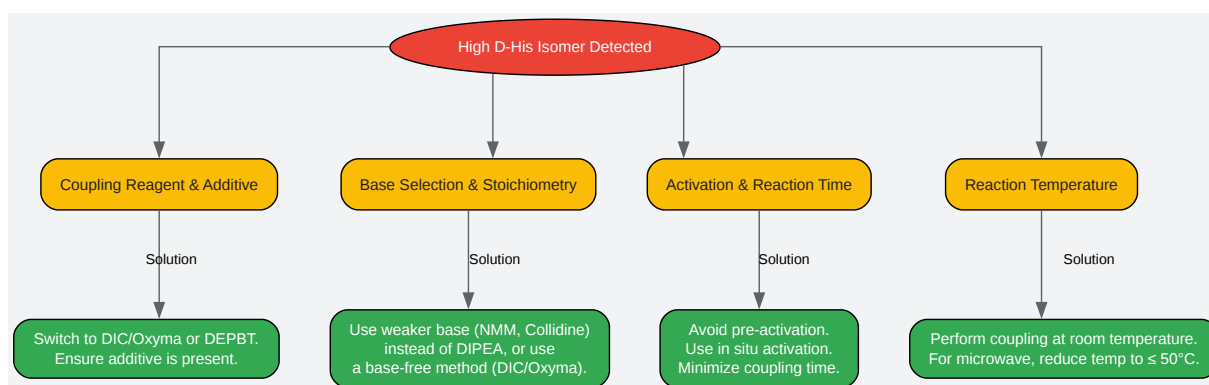 High D-His Isomer Detected
Coupling Reagent & Additive
Base Selection & Stoichiometry
Activation & Reaction Time
Reaction Temperature
Solution
Solution
Solution
Solution
Switch to DIC/Oxyma or DEPBT.
Ensure additive is present.
Use weaker base (NMM, Collidine)
instead of DIPEA, or use
a base-free method (DIC/Oxyma).
Avoid pre-activation.
Use in situ activation.
Minimize coupling time.
Perform coupling at room temperature.
For microwave, reduce temp to ≤ 50°C.